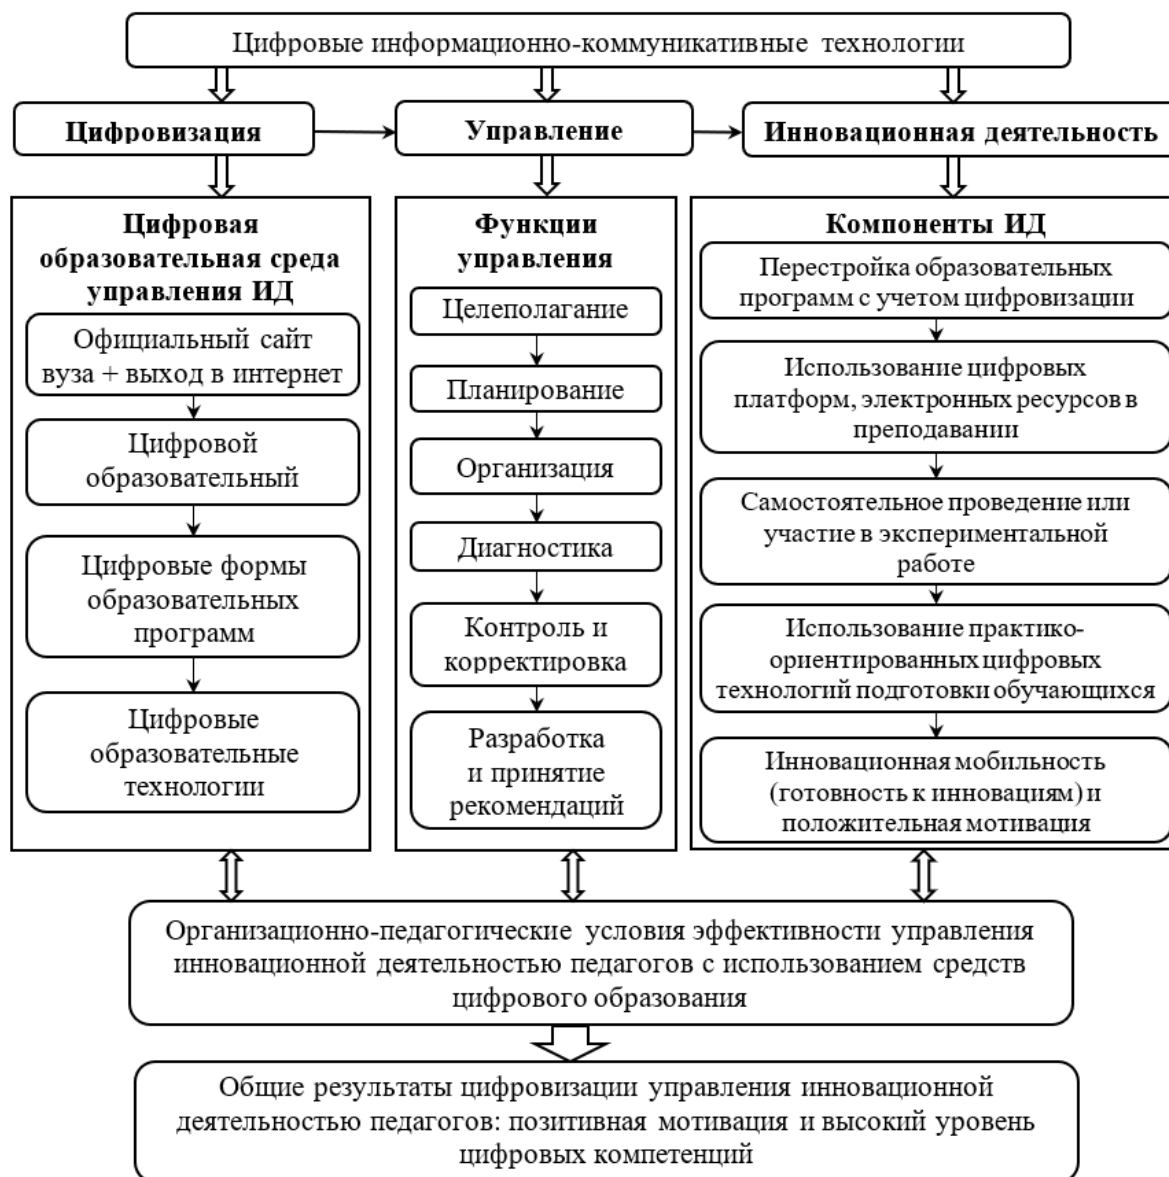 Цифровые информационно-коммуникативные технологии
Цифровизация
Управление
Инновационная деятельность
Цифровая
образовательная среда
управления ИД
Официальный сайт
вуза + выход в интернет
Цифровой
образовательный
Цифровые формы
образовательных
программ
Цифровые
образовательные
технологии
Функции
управления
Целеполагание
Планирование
Организация
Диагностика
Контроль и
корректировка
Разработка
и принятие
рекомендаций
Компоненты ИД
Перестройка образовательных
программ с учетом цифровизации
Использование цифровых
платформ, электронных ресурсов в
преподавании
Самостоятельное проведение или
участие в экспериментальной
работе
Использование практико-
ориентированных цифровых
технологий подготовки обучающихся
Инновационная мобильность
(готовность к инновациям) и
положительная мотивация
Организационно-педагогические условия эффективности управления
инновационной деятельностью педагогов с использованием средств
цифрового образования
Общие результаты цифровизации управления инновационной
деятельностью педагогов: позитивная мотивация и высокий уровень
цифровых компетенций